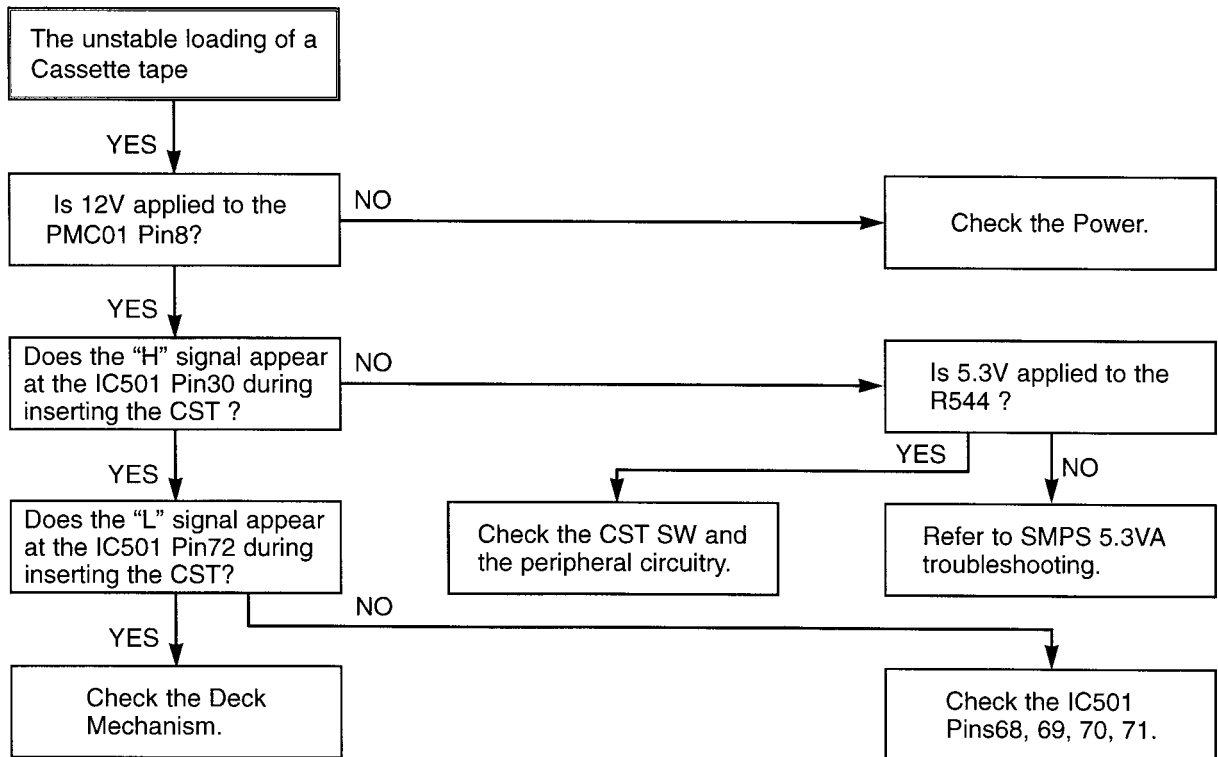 The unstable loading of a
Cassette tape
YES
Is 12V applied to the
PMC01 Pin8?
NO
Check the Power.
YES
Does the “H” signal appear
at the IC501 Pin30 during
inserting the CST ?
NO
Is 5.3V applied to the
R544 ?
YES
NO
YES
Check the CST SW and
the peripheral circuitry.
Refer to SMPS 5.3VA
troubleshooting.
Does the “L” signal appear
at the IC501 Pin72 during
inserting the CST?
NO
YES
Check the Deck
Mechanism.
Check the IC501
Pins68, 69, 70, 71.